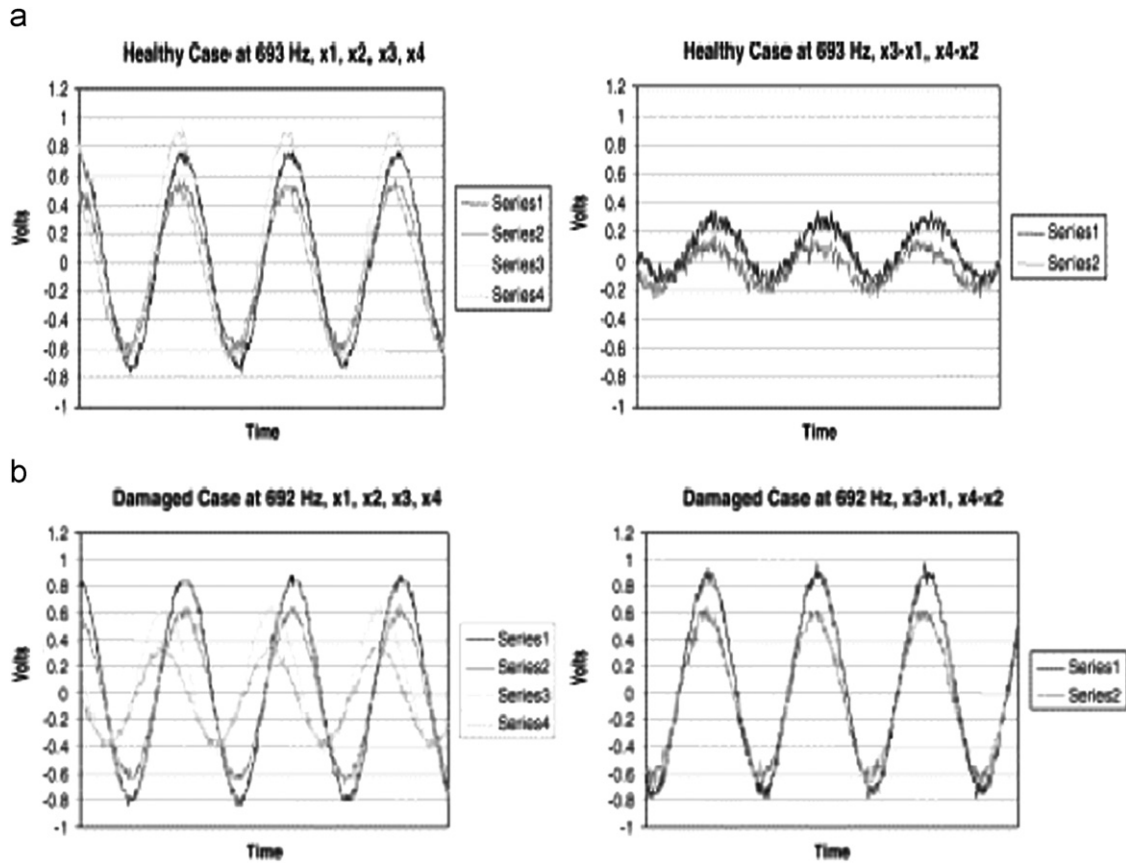 a
Healthy Case at 693 Hz, x1, x2, x3, x4
1.2
1
0.8
0.6
0.4
0.2
0
-0.2
-0.4
-0.6
-0.8
-1
Volts
Time
Series1
Series2
Series3
Series4
Healthy Case at 693 Hz, x3-x1, x4-x2
1.2
1
0.8
0.6
0.4
0.2
0
-0.2
-0.4
-0.6
-0.8
-1
Volts
Time
Series1
Series2
b
Damaged Case at 692 Hz, x1, x2, x3, x4
1.2
1
0.8
0.6
0.4
0.2
0
-0.2
-0.4
-0.6
-0.8
-1
Volts
Time
Series1
Series2
Series3
Series4
Damaged Case at 692 Hz, x3-x1, x4-x2
1.2
1
0.8
0.6
0.4
0.2
0
-0.2
-0.4
-0.6
-0.8
-1
Volts
Time
Series1
Series2